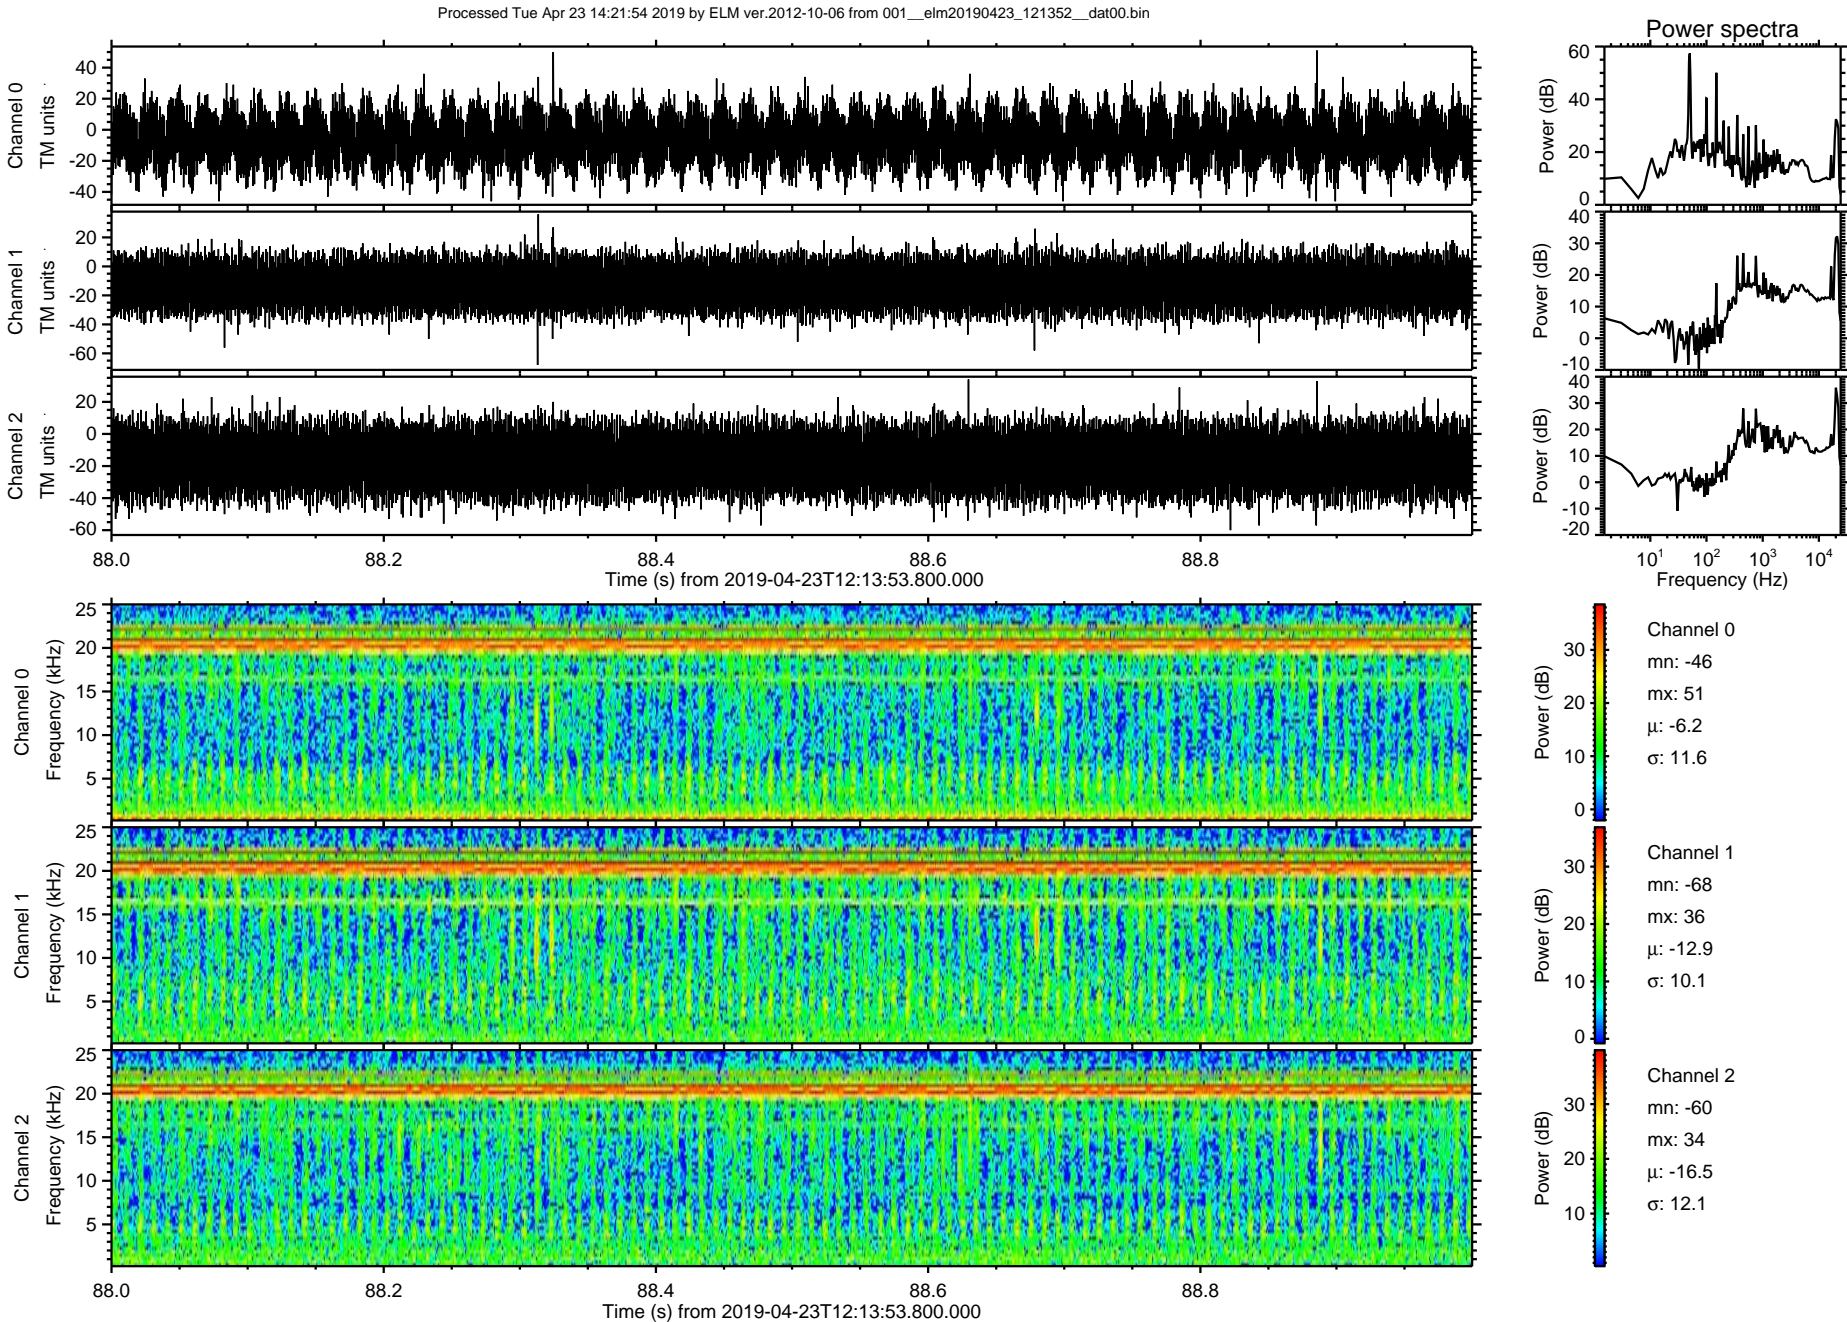 Processed Tue Apr 23 14:21:54 2019 by ELM ver.2012-10-06 from 001__elm20190423_121352__dat00.bin
Power spectra
Channel 0
TM units
40
20
0
-20
-40
Power (dB)
60
40
20
0
Channel 1
TM units
20
0
-20
-40
-60
Power (dB)
40
30
20
10
0
-10
Channel 2
TM units
20
0
-20
-40
-60
Power (dB)
40
30
20
10
0
-10
-20
88.0 88.2 88.4 88.6 88.8
Time (s) from 2019-04-23T12:13:53.800.000
10^1 10^2 10^3 10^4
Frequency (Hz)
Channel 0
Frequency (kHz)
25
20
15
10
5
Power (dB)
30
20
10
0
Channel 0
mn: -46
mx: 51
μ: -6.2
σ: 11.6
Channel 1
Frequency (kHz)
25
20
15
10
5
Power (dB)
30
20
10
0
Channel 1
mn: -68
mx: 36
μ: -12.9
σ: 10.1
Channel 2
Frequency (kHz)
25
20
15
10
5
Power (dB)
30
20
10
Channel 2
mn: -60
mx: 34
μ: -16.5
σ: 12.1
88.0 88.2 88.4 88.6 88.8
Time (s) from 2019-04-23T12:13:53.800.000